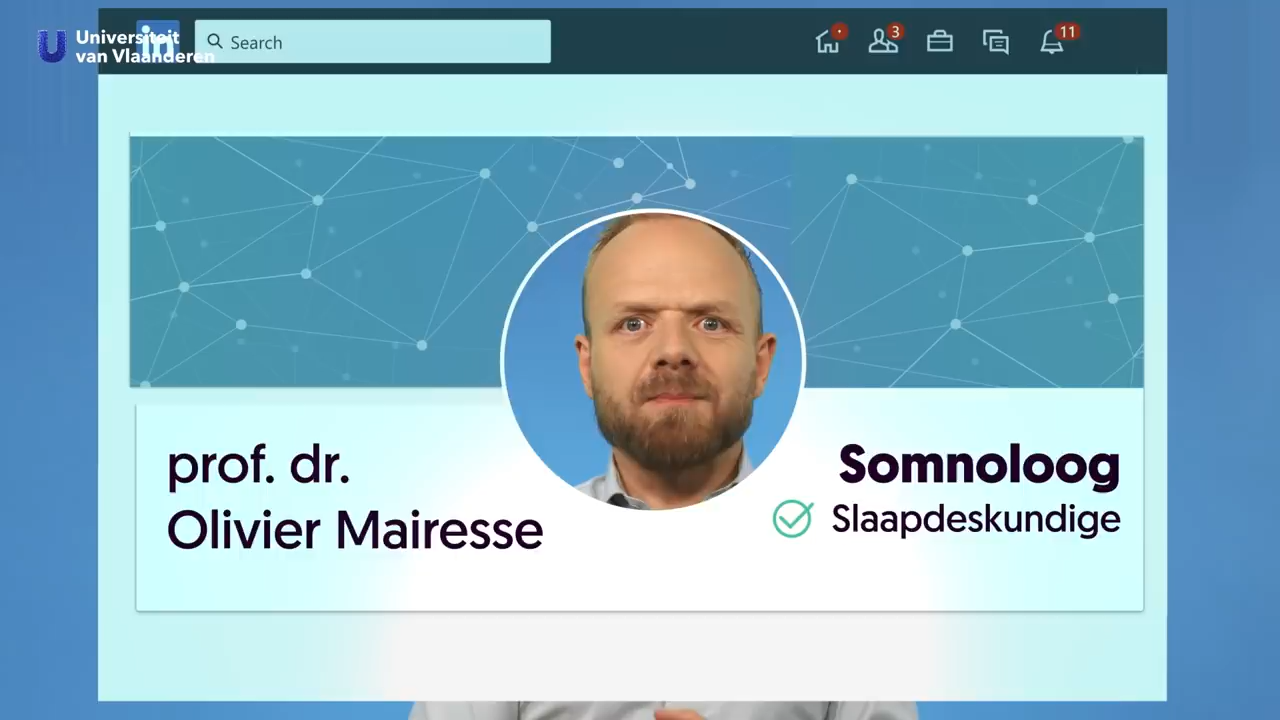 Universiteit
van Vlaanderen
in
Search
3
11
prof. dr.
Olivier Mairesse
Somnoloog
Slaapdeskundige